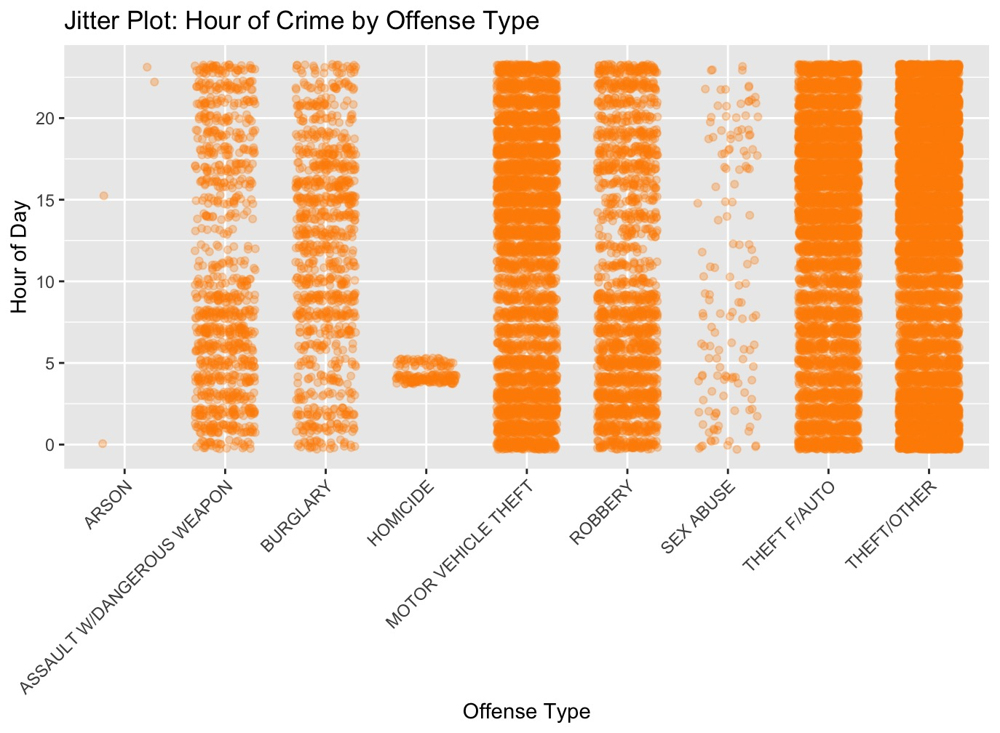 Jitter Plot: Hour of Crime by Offense Type
Hour of Day
20
15
10
5
0
ARSON
ASSAULT W/DANGEROUS WEAPON
BURGLARY
HOMICIDE
MOTOR VEHICLE THEFT
ROBBERY
SEX ABUSE
THEFT F/AUTO
THEFT/OTHER
Offense Type